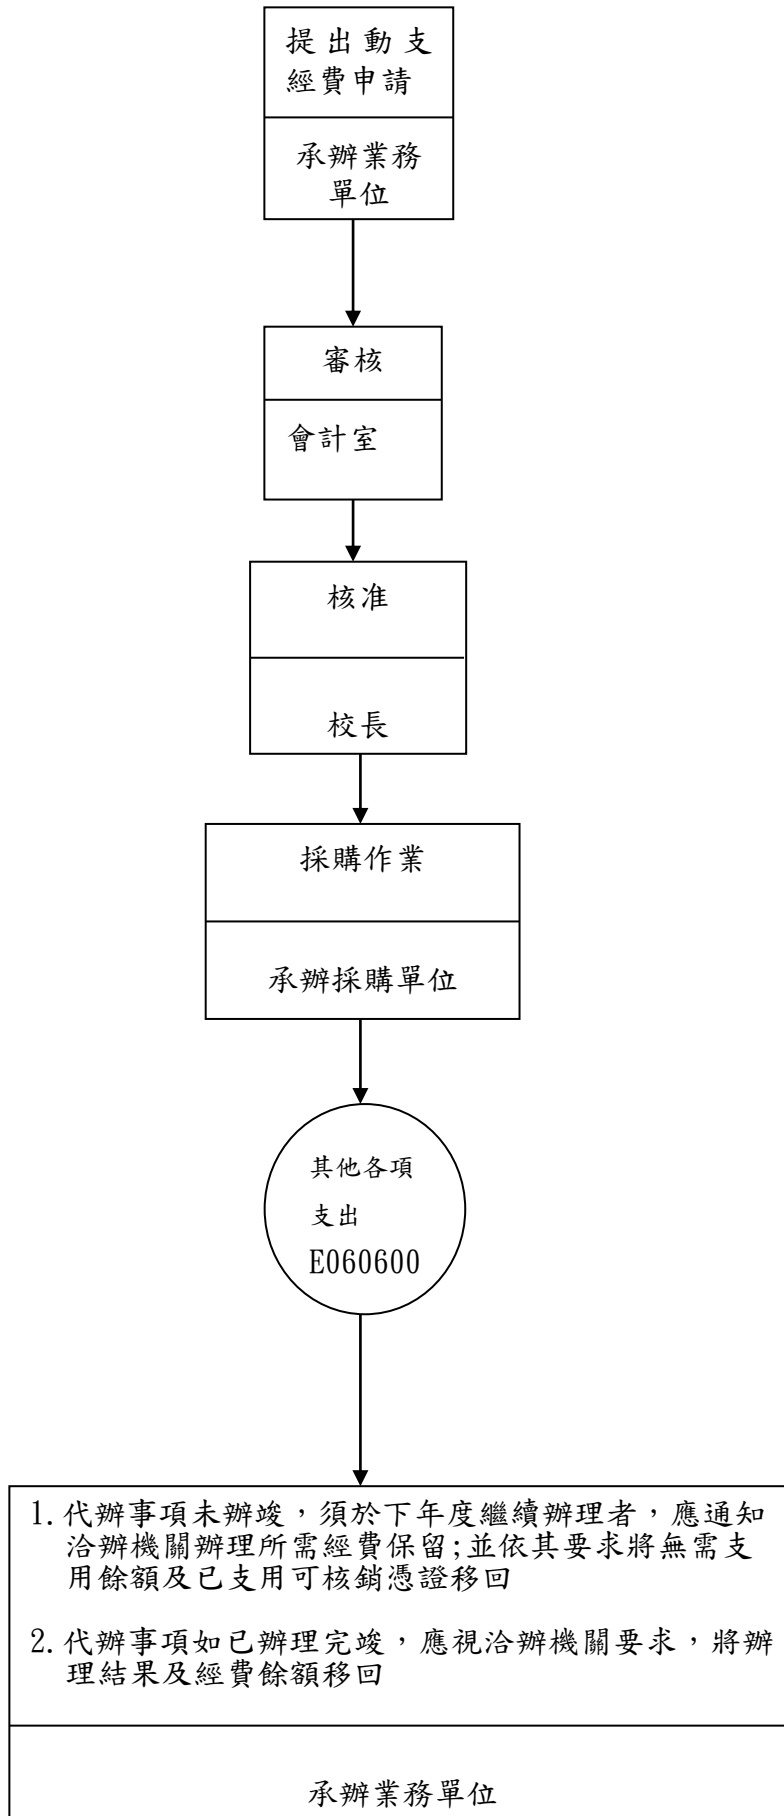 提出動支
經費申請
承辦業務
單位
審核
會計室
核准
校長
採購作業
承辦採購單位
其他各項
支出
E060600
1.代辦事項未辦竣，須於下年度繼續辦理者，應通知
洽辦機關辦理所需經費保留;並依其要求將無需支
用餘額及已支用可核銷憑證移回
2.代辦事項如已辦理完竣，應視洽辦機關要求，將辦
理結果及經費餘額移回
承辦業務單位